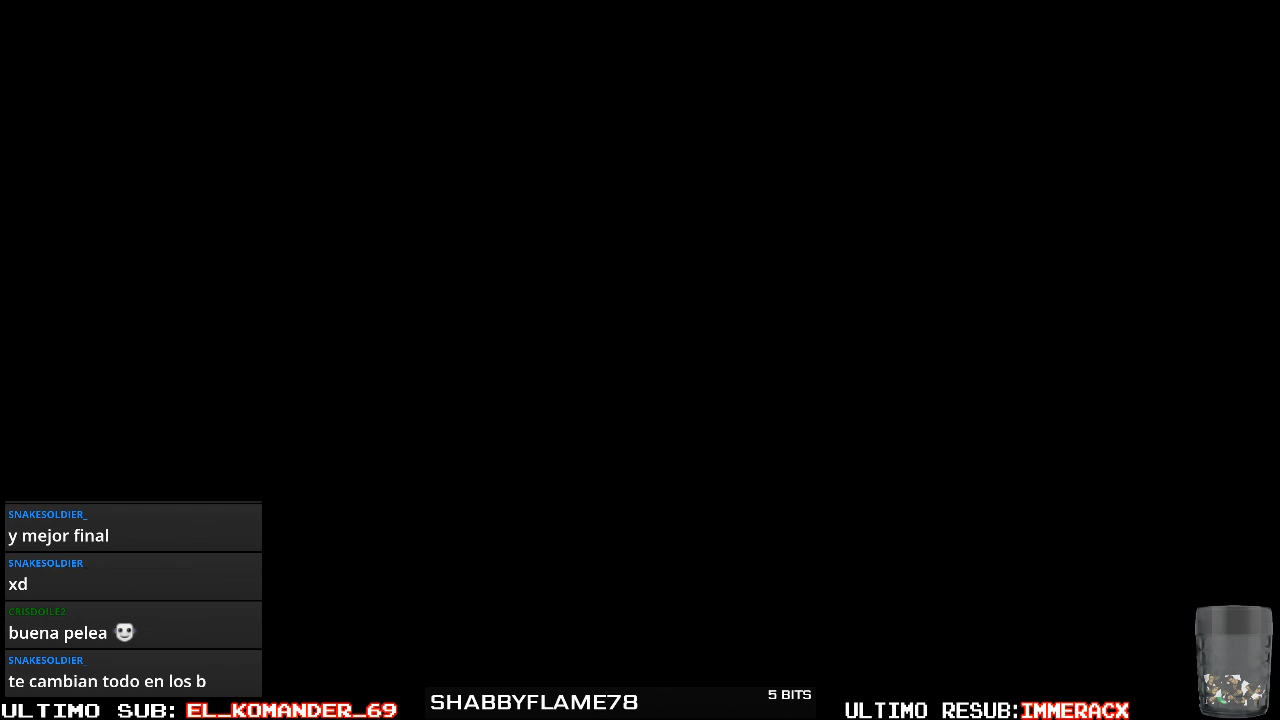 SNAKESOLDIER_
y mejor final
SNAKESOLDIER_
xd
CRISDOILE2
buena pelea
SNAKESOLDIER_
te cambian todo en los b
ULTIMO SUB: EL_KOMANDER_69
SHABBYFLAME78
5 BITS
ULTIMO RESUB:IMMERACX